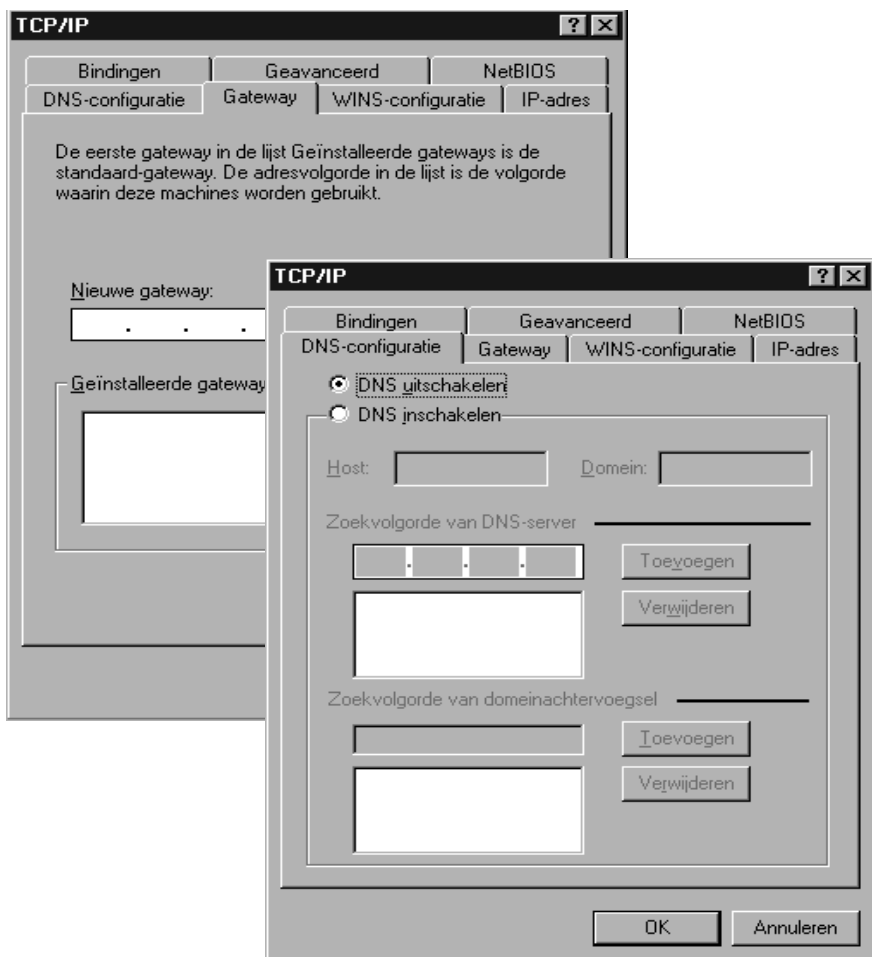 TCP/IP
Bindingen Geavanceerd NetBIOS
DNS-configuratie Gateway WINS-configuratie IP-adres
De eerste gateway in de lijst Geïnstalleerde gateways is de
standaard-gateway. De adresvolgorde in de lijst is de volgorde
waarin deze machines worden gebruikt.
Nieuwe gateway:
. . .
Geïnstalleerde gateway
TCP/IP
Bindingen Geavanceerd NetBIOS
DNS-configuratie Gateway WINS-configuratie IP-adres
DNS uitschakelen
DNS inschakelen
Host: Domein:
Zoekvolgorde van DNS-server
. . .
Toevoegen
Verwijderen
Zoekvolgorde van domeinachtervoegsel
Toevoegen
Verwijderen
OK Annuleren